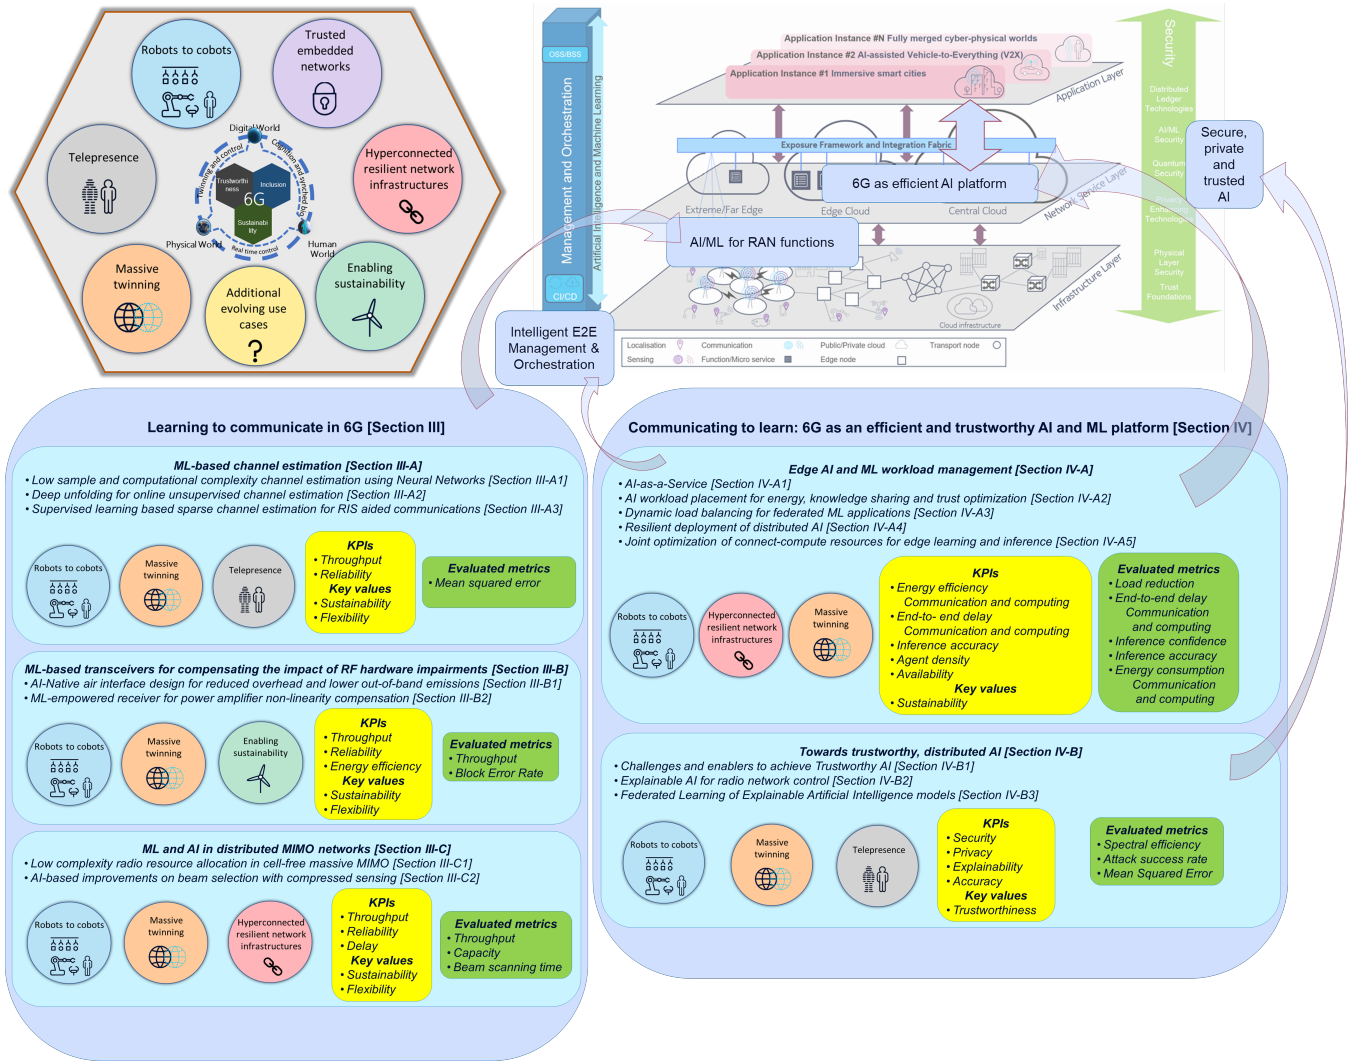 Robots to cobots
Trusted
embedded
networks
Telepresence
Hyperconnected
resilient network
infrastructures
Massive
twinning
Additional
evolving use
cases
Enabling
sustainability
Digital World
Twinning and control
Trustworthi
ness
Inclusion
6G
Sustainabi
lity
Physical World
Real time control
Human
World
OSS/BSS
Management and Orchestration
Artificial Intelligence and Machine Learning
CI/CD
Application Instance #N Fully merged cyber-physical worlds
Application Instance #2 AI-assisted Vehicle-to-Everything (V2X)
Application Instance #1 Immersive smart cities
Application Layer
Exposure Framework and Integration Fabric
6G as efficient AI platform
Extreme/Far Edge
Edge Cloud
Central Cloud
Network Service Layer
AI/ML for RAN functions
Cloud infrastructure
Infrastructure Layer
Localisation
Communication
Public/Private cloud
Transport node
Sensing
Function/Micro service
Edge node
Security
Distributed
Ledger
Technologies
AI/ML
Security
Quantum
Security
Privacy
Enhancing
Technologies
Physical
Layer
Security
Trust
Foundations
Secure,
private
and
trusted
AI
Intelligent E2E
Management &
Orchestration
Learning to communicate in 6G [Section III]
ML-based channel estimation [Section III-A]
• Low sample and computational complexity channel estimation using Neural Networks [Section III-A1]
• Deep unfolding for online unsupervised channel estimation [Section III-A2]
• Supervised learning based sparse channel estimation for RIS aided communications [Section III-A3]
Robots to cobots
Massive
twinning
Telepresence
KPIs
• Throughput
• Reliability
Key values
• Sustainability
• Flexibility
Evaluated metrics
• Mean squared error
ML-based transceivers for compensating the impact of RF hardware impairments [Section III-B]
• AI-Native air interface design for reduced overhead and lower out-of-band emissions [Section III-B1]
• ML-empowered receiver for power amplifier non-linearity compensation [Section III-B2]
Robots to cobots
Massive
twinning
Enabling
sustainability
KPIs
• Throughput
• Reliability
• Energy efficiency
Key values
• Sustainability
• Flexibility
Evaluated metrics
• Throughput
• Block Error Rate
ML and AI in distributed MIMO networks [Section III-C]
• Low complexity radio resource allocation in cell-free massive MIMO [Section III-C1]
• AI-based improvements on beam selection with compressed sensing [Section III-C2]
Robots to cobots
Massive
twinning
Hyperconnected
resilient network
infrastructures
KPIs
• Throughput
• Reliability
• Delay
Key values
• Sustainability
• Flexibility
Evaluated metrics
• Throughput
• Capacity
• Beam scanning time
Communicating to learn: 6G as an efficient and trustworthy AI and ML platform [Section IV]
Edge AI and ML workload management [Section IV-A]
• AI-as-a-Service [Section IV-A1]
• AI workload placement for energy, knowledge sharing and trust optimization [Section IV-A2]
• Dynamic load balancing for federated ML applications [Section IV-A3]
• Resilient deployment of distributed AI [Section IV-A4]
• Joint optimization of connect-compute resources for edge learning and inference [Section IV-A5]
Robots to cobots
Hyperconnected
resilient network
infrastructures
Massive
twinning
KPIs
• Energy efficiency
Communication and computing
• End-to- end delay
Communication and computing
• Inference accuracy
• Agent density
• Availability
Key values
• Sustainability
Evaluated metrics
• Load reduction
• End-to-end delay
Communication
and computing
• Inference confidence
• Inference accuracy
• Energy consumption
Communication
and computing
Towards trustworthy, distributed AI [Section IV-B]
• Challenges and enablers to achieve Trustworthy AI [Section IV-B1]
• Explainable AI for radio network control [Section IV-B2]
• Federated Learning of Explainable Artificial Intelligence models [Section IV-B3]
Robots to cobots
Massive
twinning
Telepresence
KPIs
• Security
• Privacy
• Explainability
• Accuracy
Key values
• Trustworthiness
Evaluated metrics
• Spectral efficiency
• Attack success rate
• Mean Squared Error